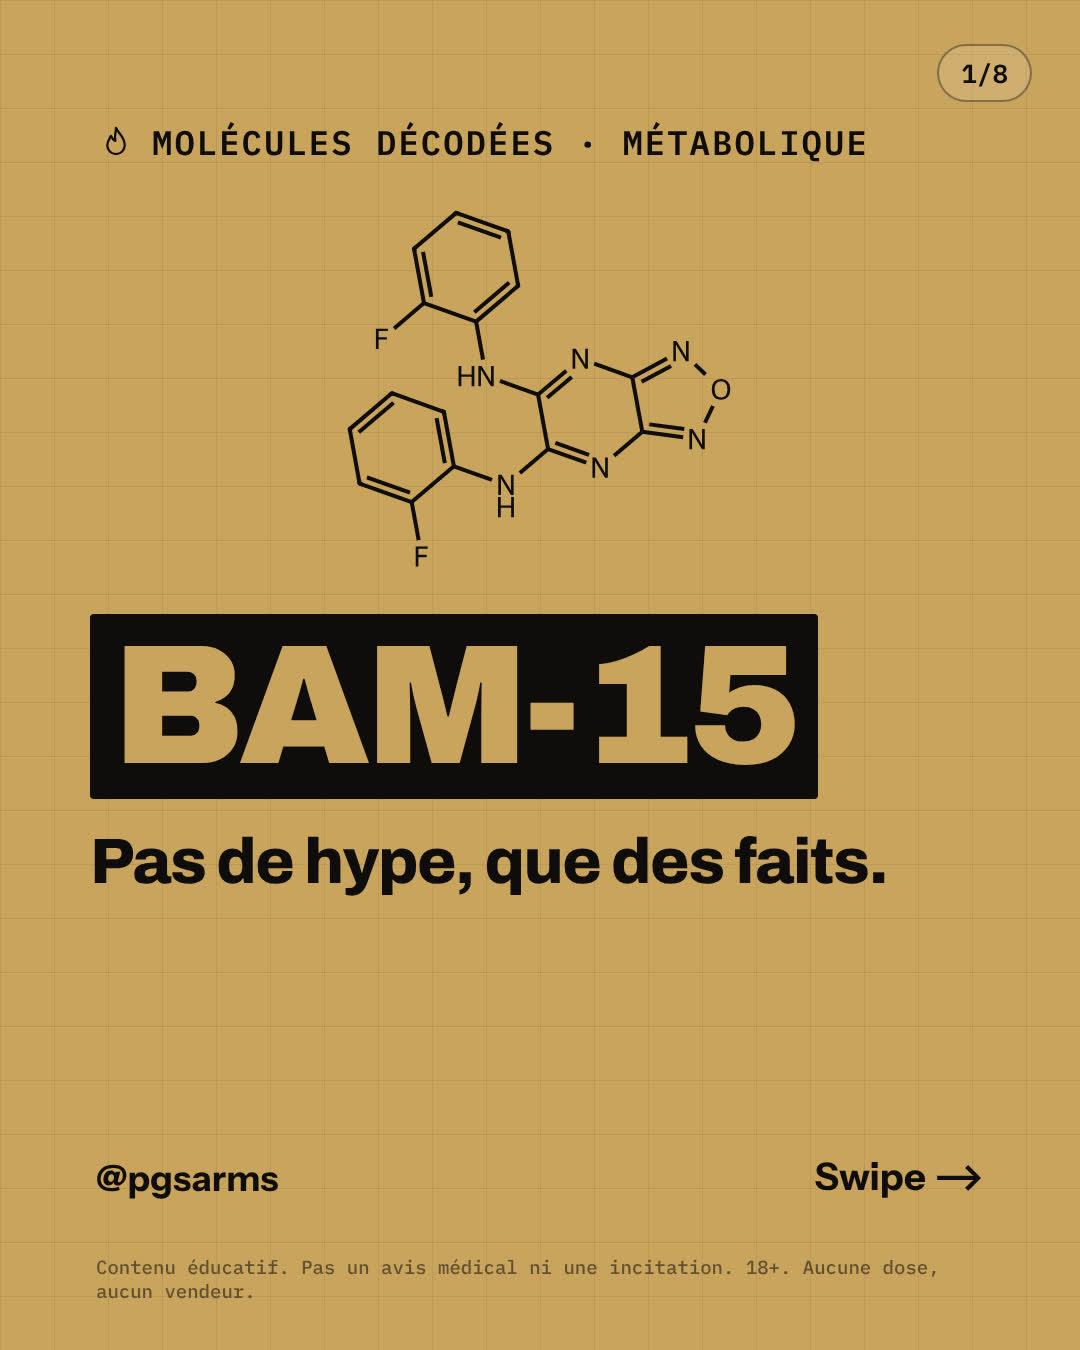 1/8
MOLÉCULES DÉCODÉES · MÉTABOLIQUE
F
HN
N
N
O
N
N
N
H
F
BAM-15
Pas de hype, que des faits.
@pgsarms
Swipe →
Contenu éducatif. Pas un avis médical ni une incitation. 18+. Aucune dose,
aucun vendeur.